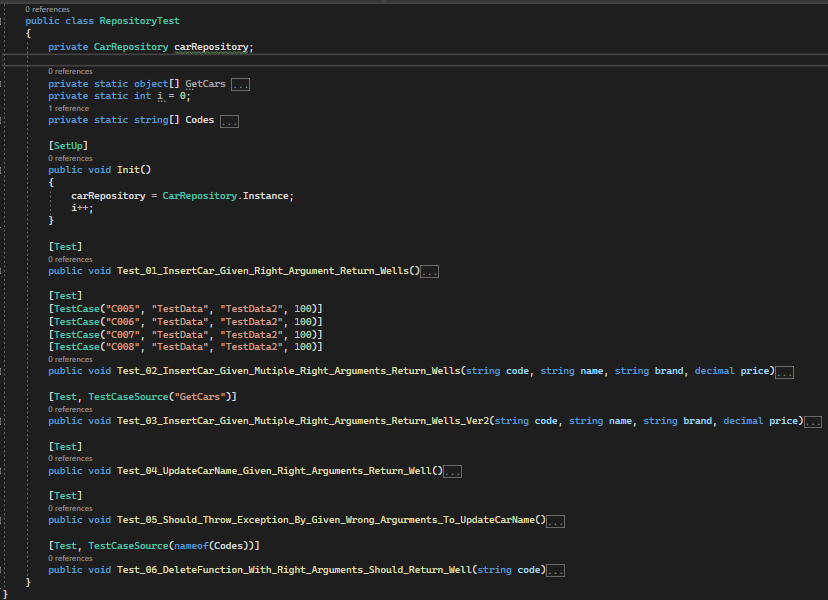 0 references
public class RepositoryTest
{
private CarRepository carRepository;
0 references
private static object[] GetCars ...
private static int i = 0;
1 reference
private static string[] Codes ...
[SetUp]
0 references
public void Init()
{
carRepository = CarRepository.Instance;
i++;
}
[Test]
0 references
public void Test_01_InsertCar_Given_Right_Argument_Return_Wells()...
[Test]
[TestCase("C005", "TestData", "TestData2", 100)]
[TestCase("C006", "TestData", "TestData2", 100)]
[TestCase("C007", "TestData", "TestData2", 100)]
[TestCase("C008", "TestData", "TestData2", 100)]
0 references
public void Test_02_InsertCar_Given_Mutiple_Right_Arguments_Return_Wells(string code, string name, string brand, decimal price)...
[Test, TestCaseSource("GetCars")]
0 references
public void Test_03_InsertCar_Given_Mutiple_Right_Arguments_Return_Wells_Ver2(string code, string name, string brand, decimal price)...
[Test]
0 references
public void Test_04_UpdateCarName_Given_Right_Arguments_Return_Well()...
[Test]
0 references
public void Test_05_Should_Throw_Exception_By_Given_Wrong_Argurments_To_UpdateCarName()...
[Test, TestCaseSource(nameof(Codes))]
0 references
public void Test_06_DeleteFunction_With_Right_Arguments_Should_Return_Well(string code)...
}
}